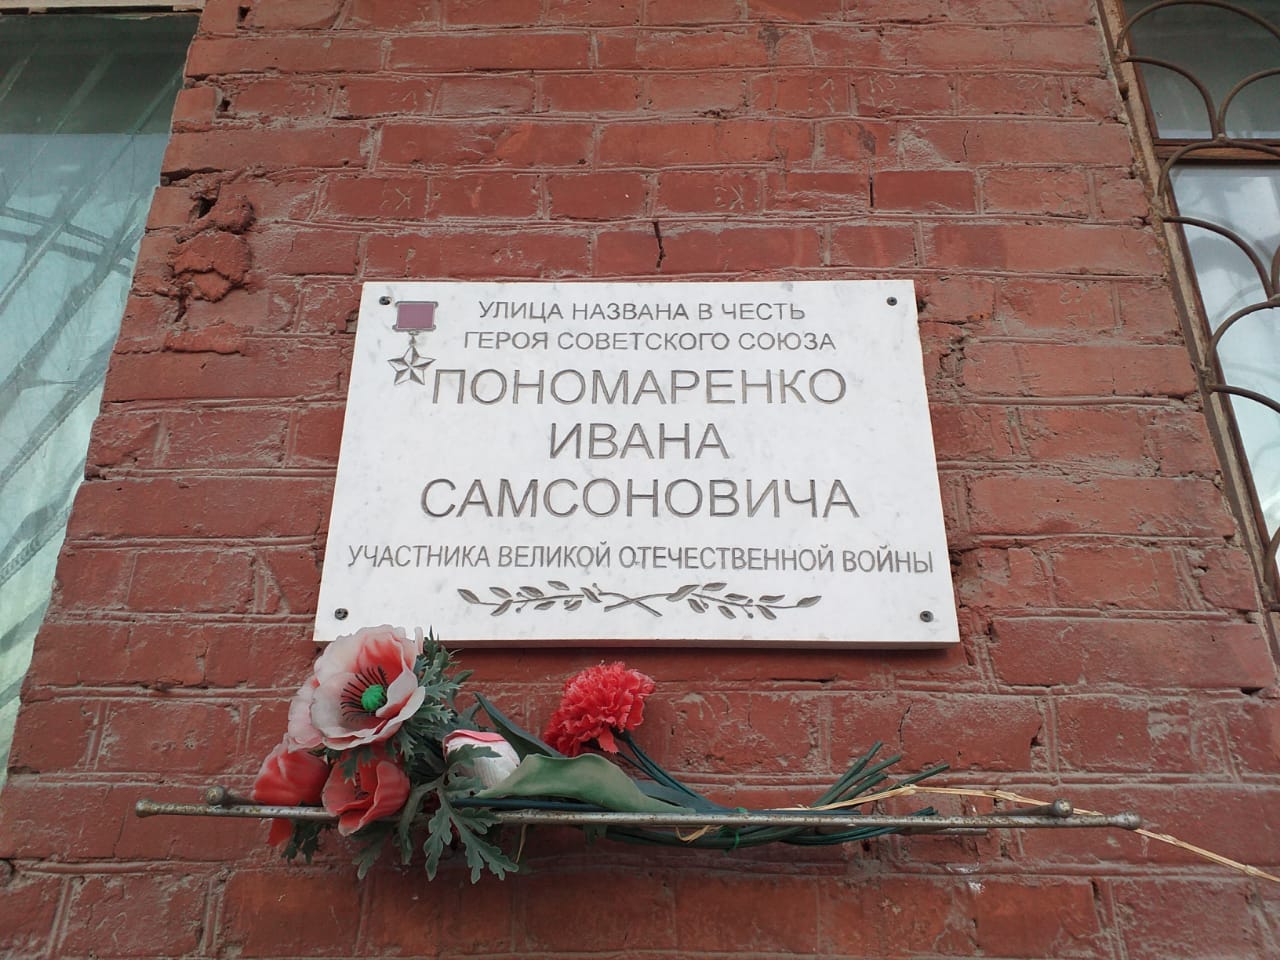 УЛИЦА НАЗВАНА В ЧЕСТЬ
ГЕРОЯ СОВЕТСКОГО СОЮЗА
ПОНОМАРЕНКО
ИВАНА
САМСОНОВИЧА
УЧАСТНИКА ВЕЛИКОЙ ОТЕЧЕСТВЕННОЙ ВОЙНЫ